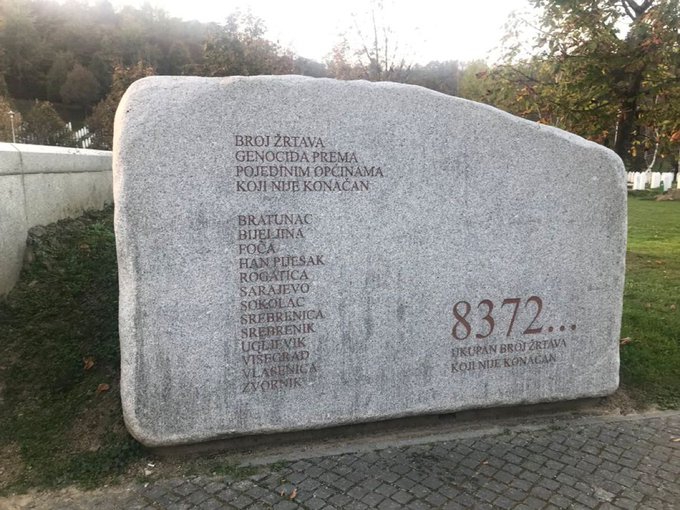 BROJ ŽRTAVA
GENOCIDA PREMA
POJEDINIM OPĆINAMA
KOJI NIJE KONAČAN
BRATUNAC
BIJELJINA
FOČA
HAN PIJESAK
ROGATICA
SARAJEVO
SOKOLAC
SREBRENICA
SREBRENIK
UGLJEVIK
VIŠEGRAD
VLASENICA
ZVORNIK
8372...
UKUPAN BROJ ŽRTAVA
KOJI NIJE KONAČAN